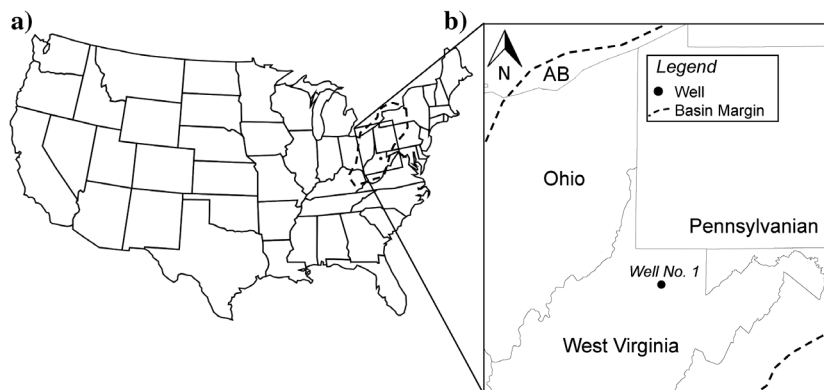 a)
b)
N
AB
Legend
Well
Basin Margin
Ohio
Pennsylvanian
Well No. 1
West Virginia